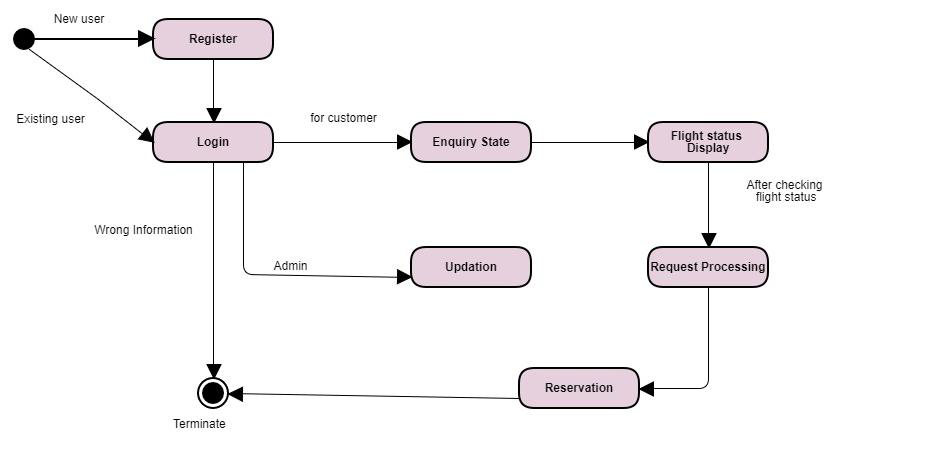 New user
Register
Existing user
for customer
Login
Enquiry State
Flight status
Display
After checking
flight status
Wrong Information
Admin
Updation
Request Processing
Reservation
Terminate